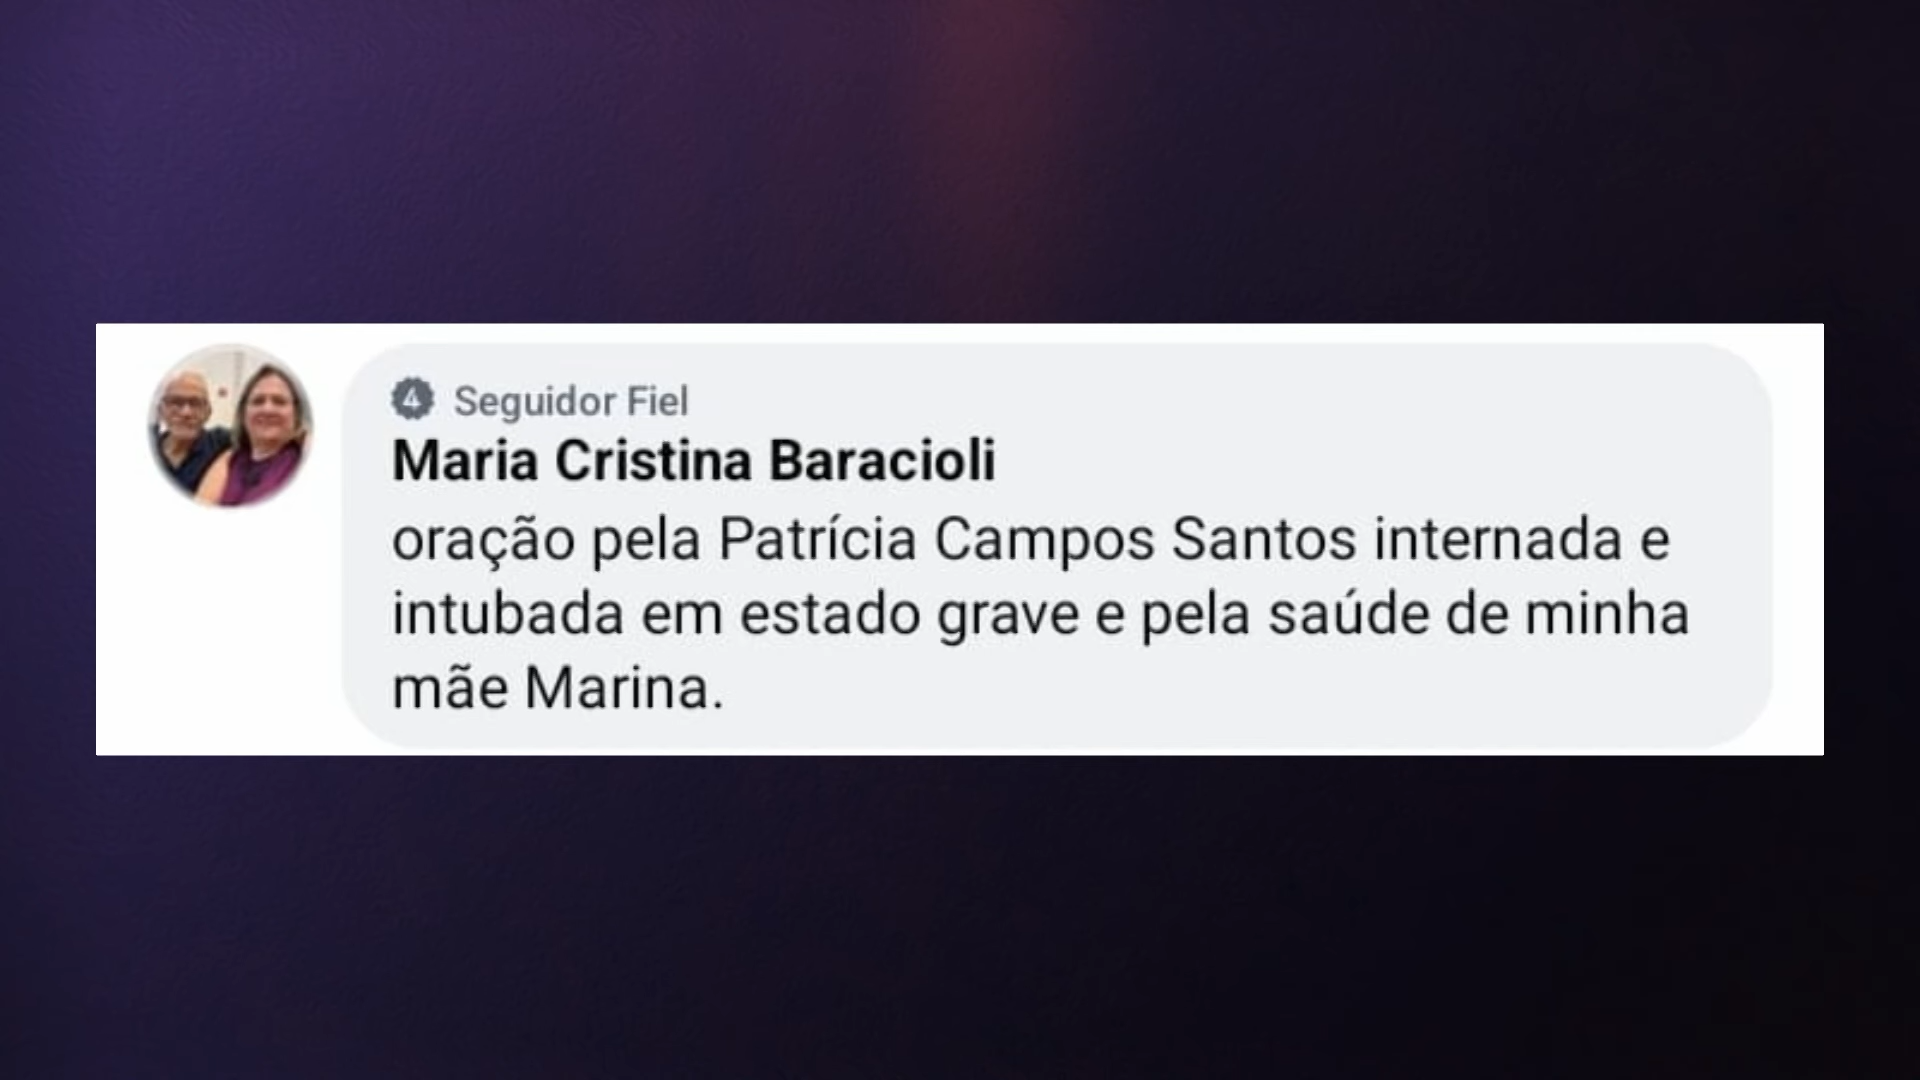 4 Seguidor Fiel
Maria Cristina Baracioli
oração pela Patrícia Campos Santos internada e
intubada em estado grave e pela saúde de minha
mãe Marina.